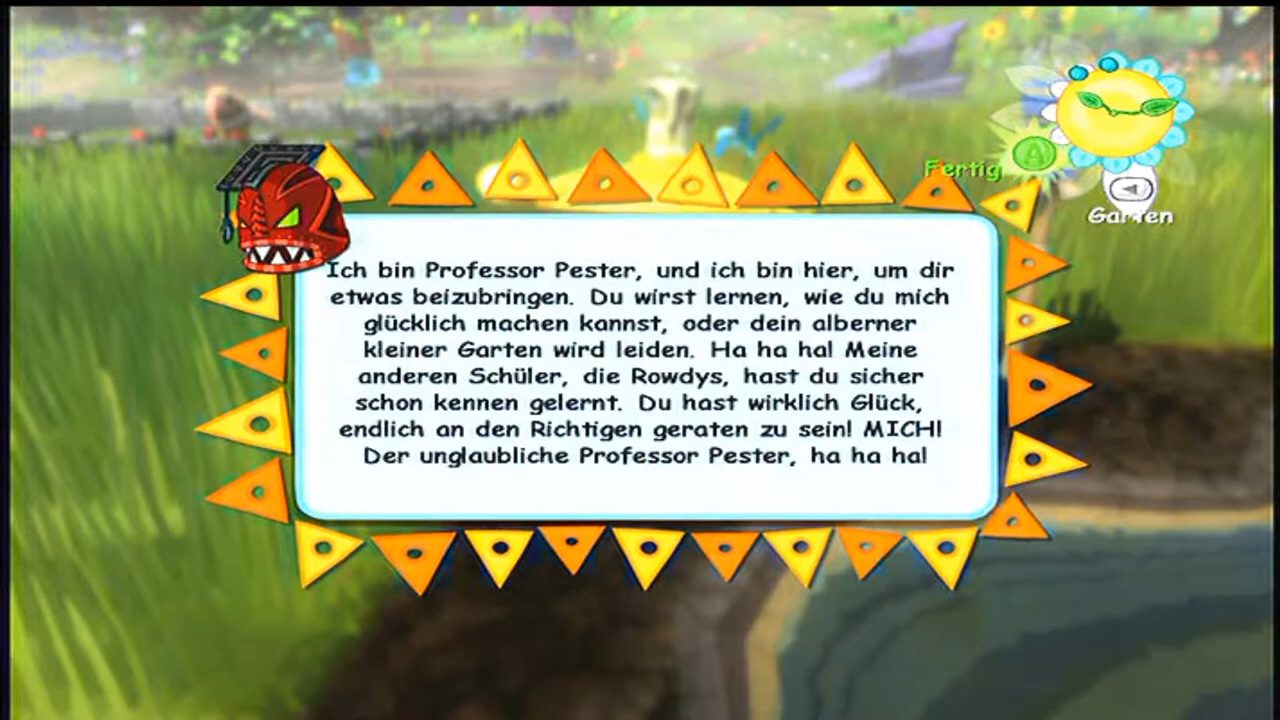 Fertig
A
Garten
Ich bin Professor Pester, und ich bin hier, um dir
etwas beizubringen. Du wirst lernen, wie du mich
glücklich machen kannst, oder dein alberner
kleiner Garten wird leiden. Ha ha ha! Meine
anderen Schüler, die Rowdys, hast du sicher
schon kennen gelernt. Du hast wirklich Glück,
endlich an den Richtigen geraten zu sein! MICH!
Der unglaubliche Professor Pester, ha ha ha!